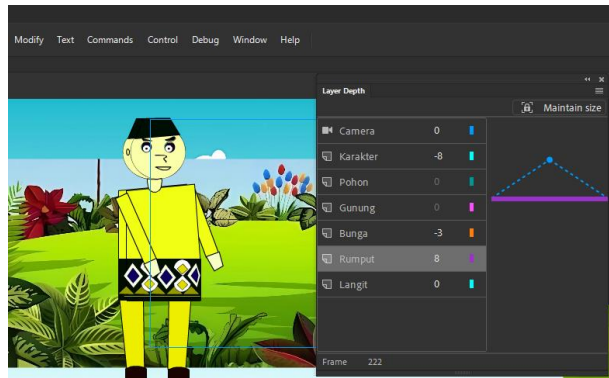 Modify Text Commands Control Debug Window Help
Layer Depth
Maintain size
Camera 0
Karakter -8
Pohon 0
Gunung 0
Bunga -3
Rumput 8
Langit 0
Frame 222